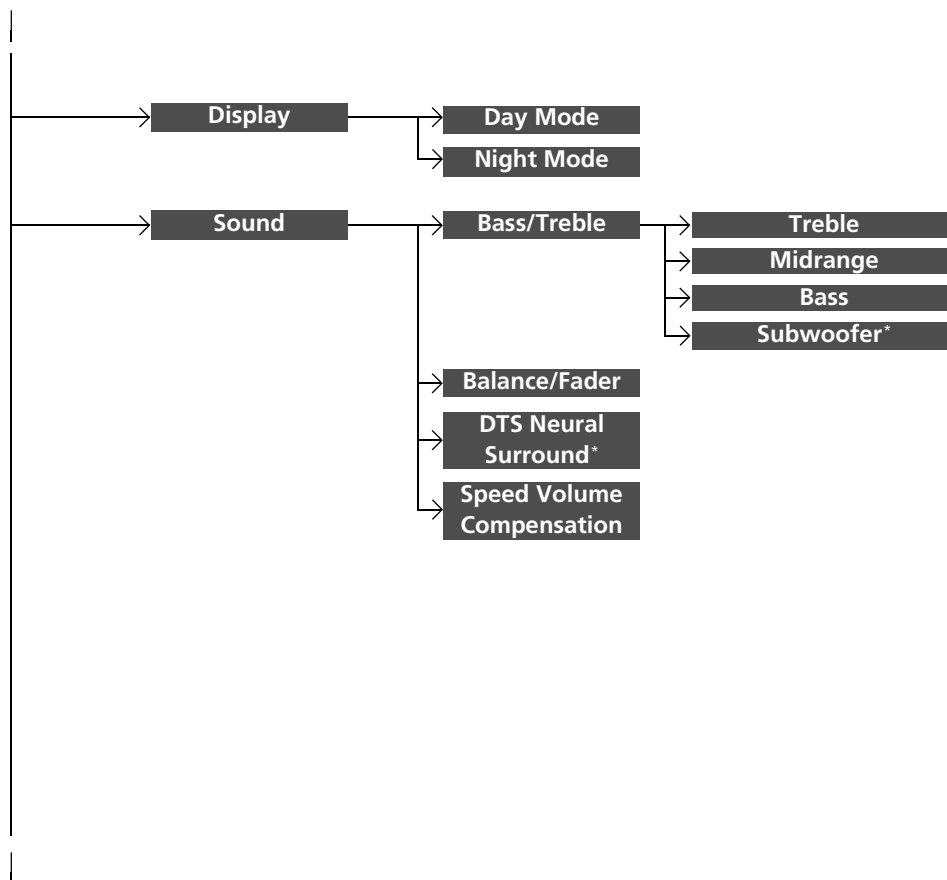 Display
Day Mode
Night Mode
Sound
Bass/Treble
Treble
Midrange
Bass
Subwoofer*
Balance/Fader
DTS Neural
Surround*
Speed Volume
Compensation